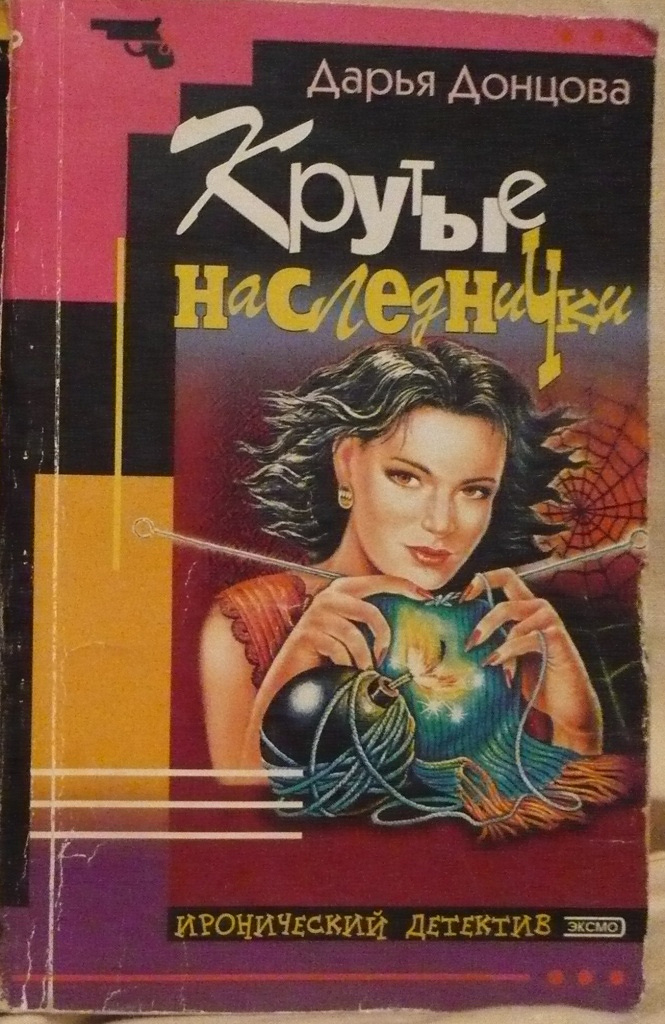 Дарья Донцова
Крутые
наследнички
ИРОНИЧЕСКИЙ ДЕТЕКТИВ ЭКСМО